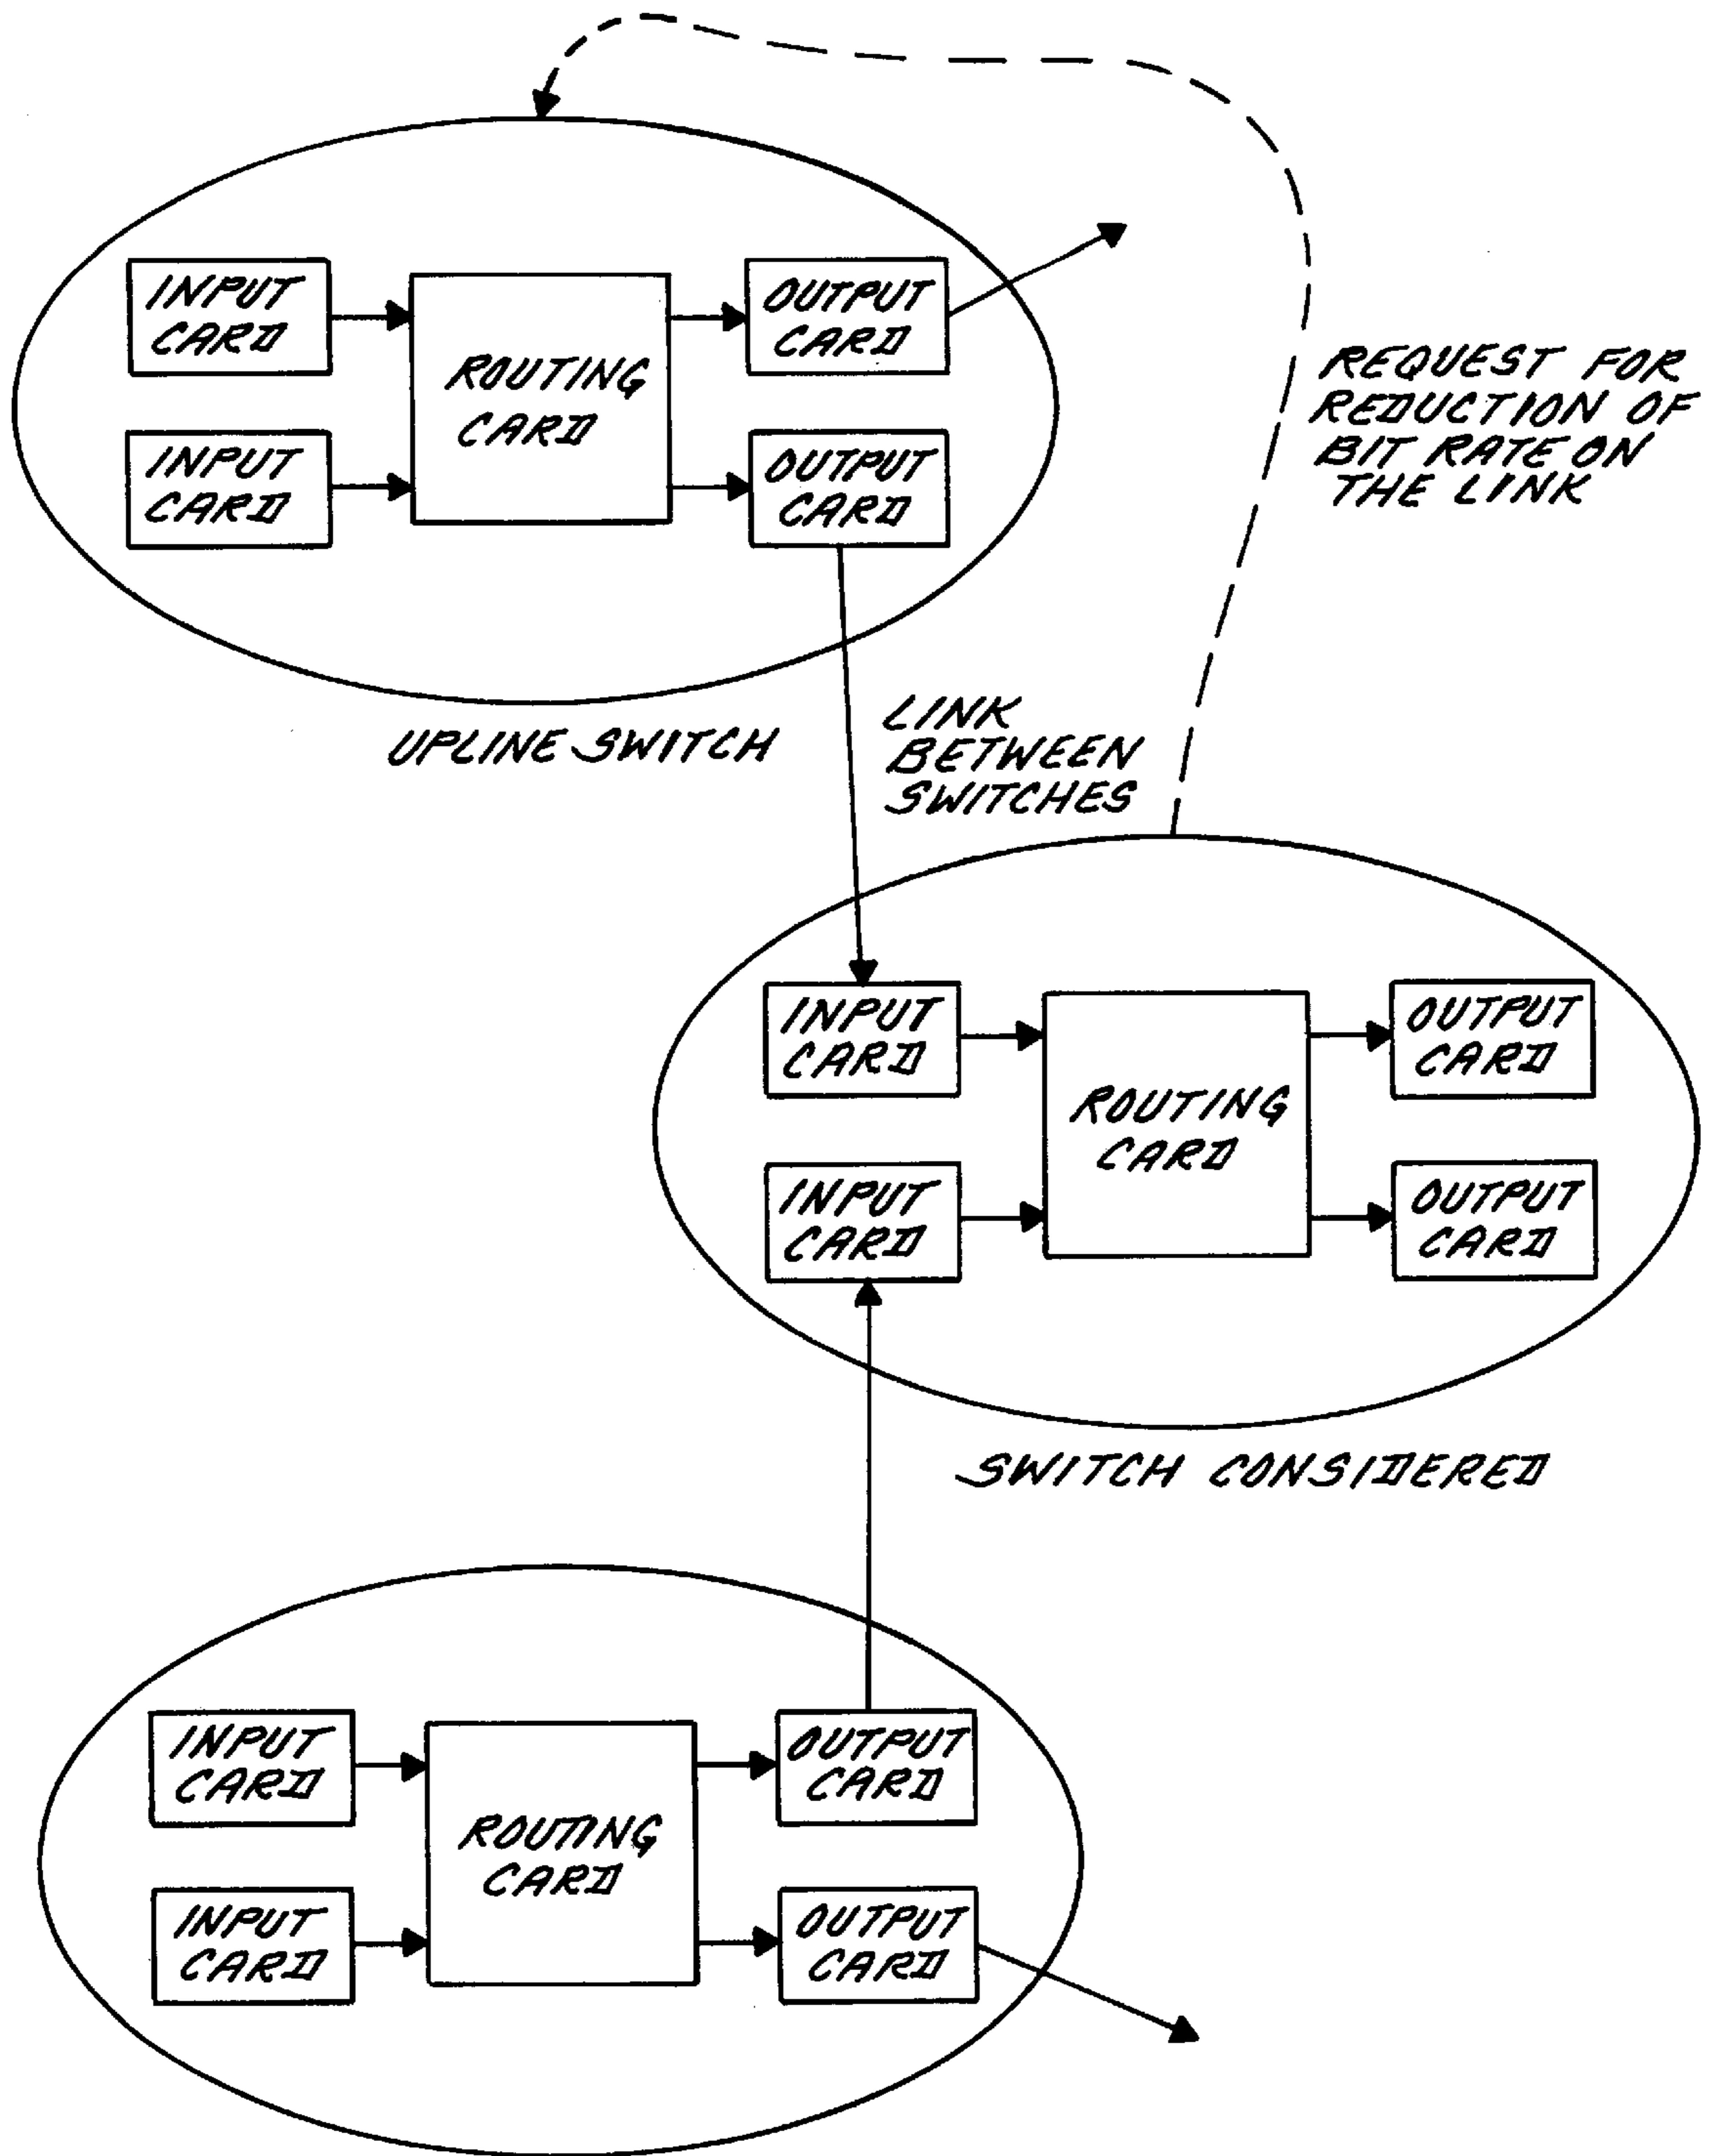 INPUT
CARD
ROUTING
CARD
OUTPUT
CARD
INPUT
CARD
OUTPUT
CARD
REQUEST FOR
REDUCTION OF
BIT RATE ON
THE LINK
UPLINE SWITCH
LINK
BETWEEN
SWITCHES
INPUT
CARD
ROUTING
CARD
OUTPUT
CARD
INPUT
CARD
OUTPUT
CARD
SWITCH CONSIDERED
INPUT
CARD
ROUTING
CARD
OUTPUT
CARD
INPUT
CARD
OUTPUT
CARD